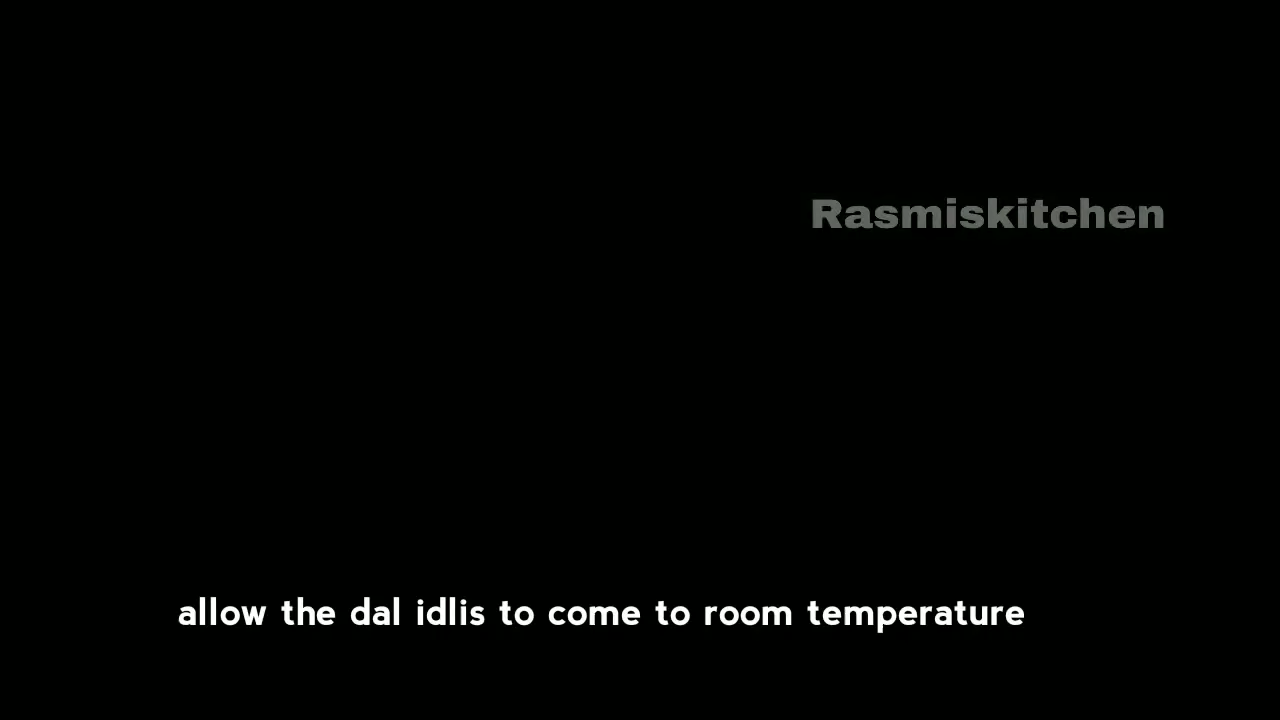 Rasmiskitchen
allow the dal idlis to come to room temperature